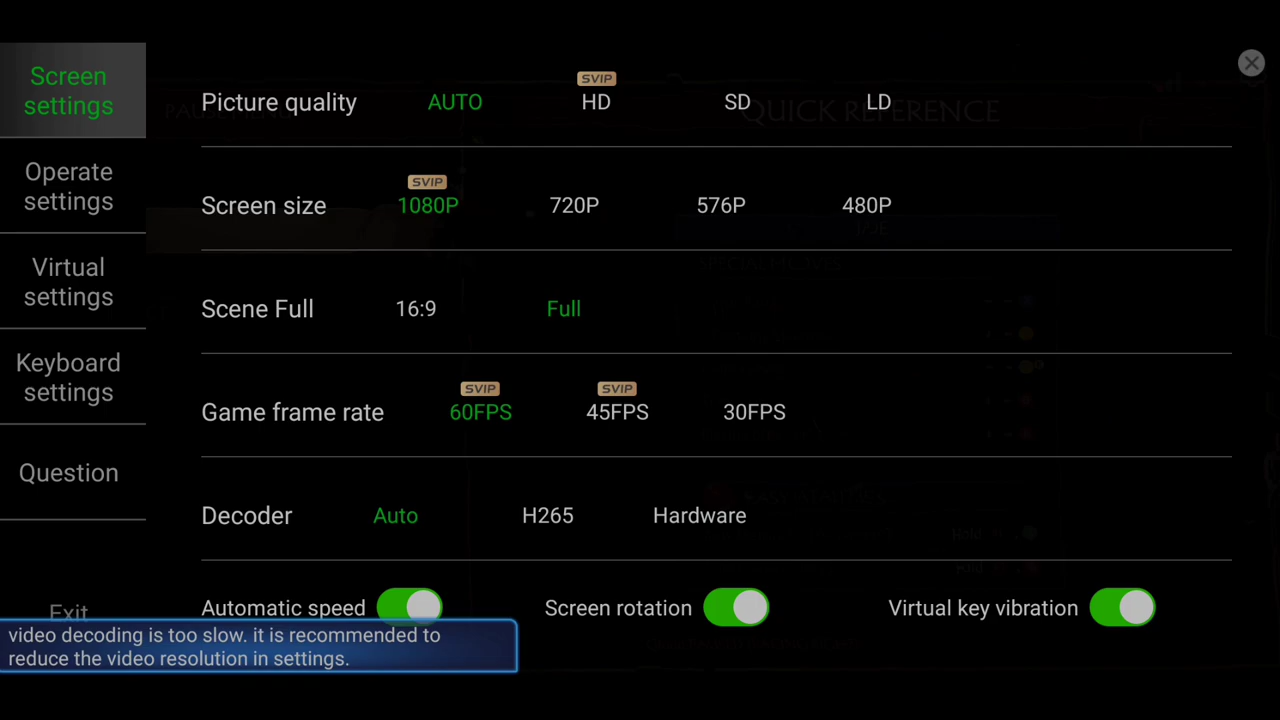 Screen
settings
Operate
settings
Virtual
settings
Keyboard
settings
Question
Exit
SVIP
Picture quality AUTO HD SD LD
QUICK REFERENCE
SVIP
Screen size 1080P 720P 576P 480P
Scene Full 16:9 Full
SVIP SVIP
Game frame rate 60FPS 45FPS 30FPS
Decoder Auto H265 Hardware
Automatic speed Screen rotation Virtual key vibration
video decoding is too slow. it is recommended to
reduce the video resolution in settings.